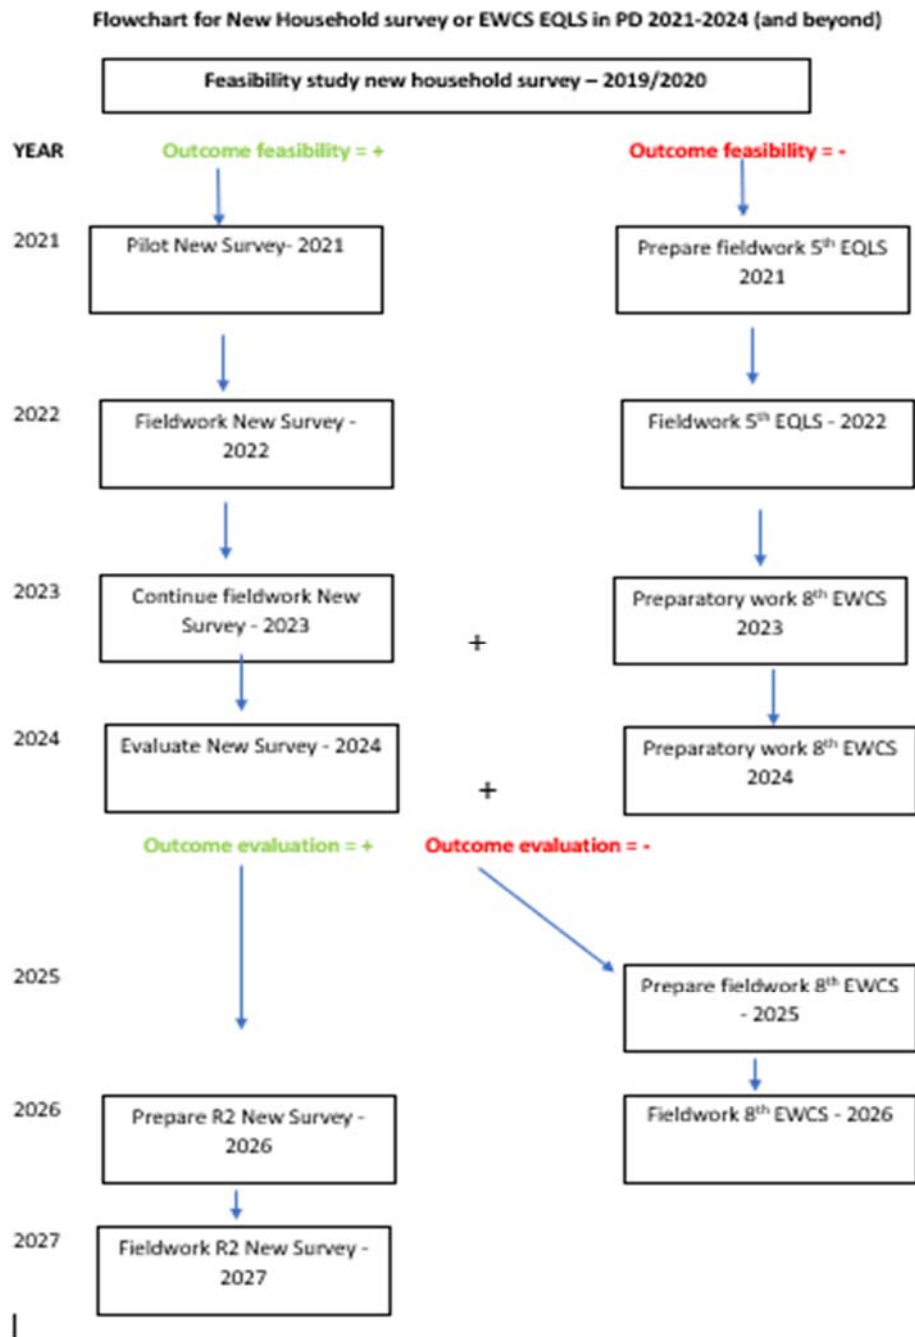 Flowchart for New Household survey or EWCS EQLS in PD 2021-2024 (and beyond)
Feasibility study new household survey – 2019/2020
YEAR
Outcome feasibility = +
Outcome feasibility = -
2021
Pilot New Survey- 2021
Prepare fieldwork 5th EQLS
2021
2022
Fieldwork New Survey -
2022
Fieldwork 5th EQLS - 2022
2023
Continue fieldwork New
Survey - 2023
+
Preparatory work 8th EWCS
2023
2024
Evaluate New Survey - 2024
+
Preparatory work 8th EWCS
2024
Outcome evaluation = +
Outcome evaluation = -
2025
Prepare fieldwork 8th EWCS
- 2025
2026
Prepare R2 New Survey -
2026
Fieldwork 8th EWCS - 2026
2027
Fieldwork R2 New Survey -
2027